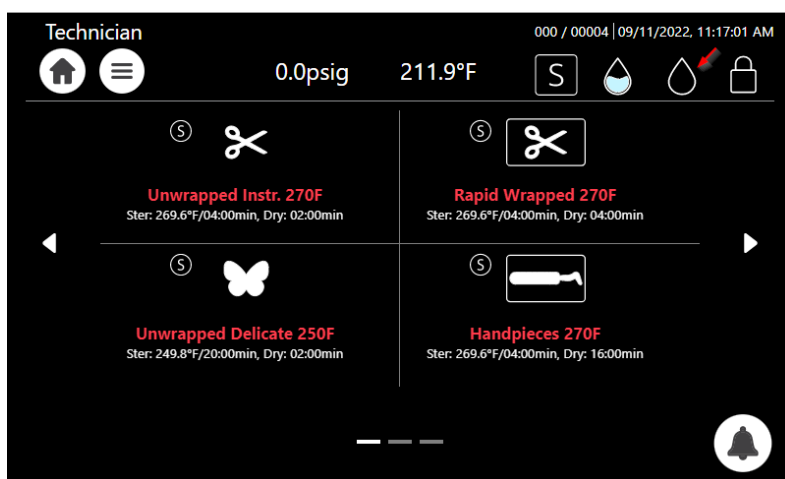 Technician
000 / 00004 | 09/11/2022, 11:17:01 AM
0.0psig
211.9°F
S
S
Unwrapped Instr. 270F
Ster: 269.6°F/04:00min, Dry: 02:00min
S
Rapid Wrapped 270F
Ster: 269.6°F/04:00min, Dry: 04:00min
S
Unwrapped Delicate 250F
Ster: 249.8°F/20:00min, Dry: 02:00min
S
Handpieces 270F
Ster: 269.6°F/04:00min, Dry: 16:00min